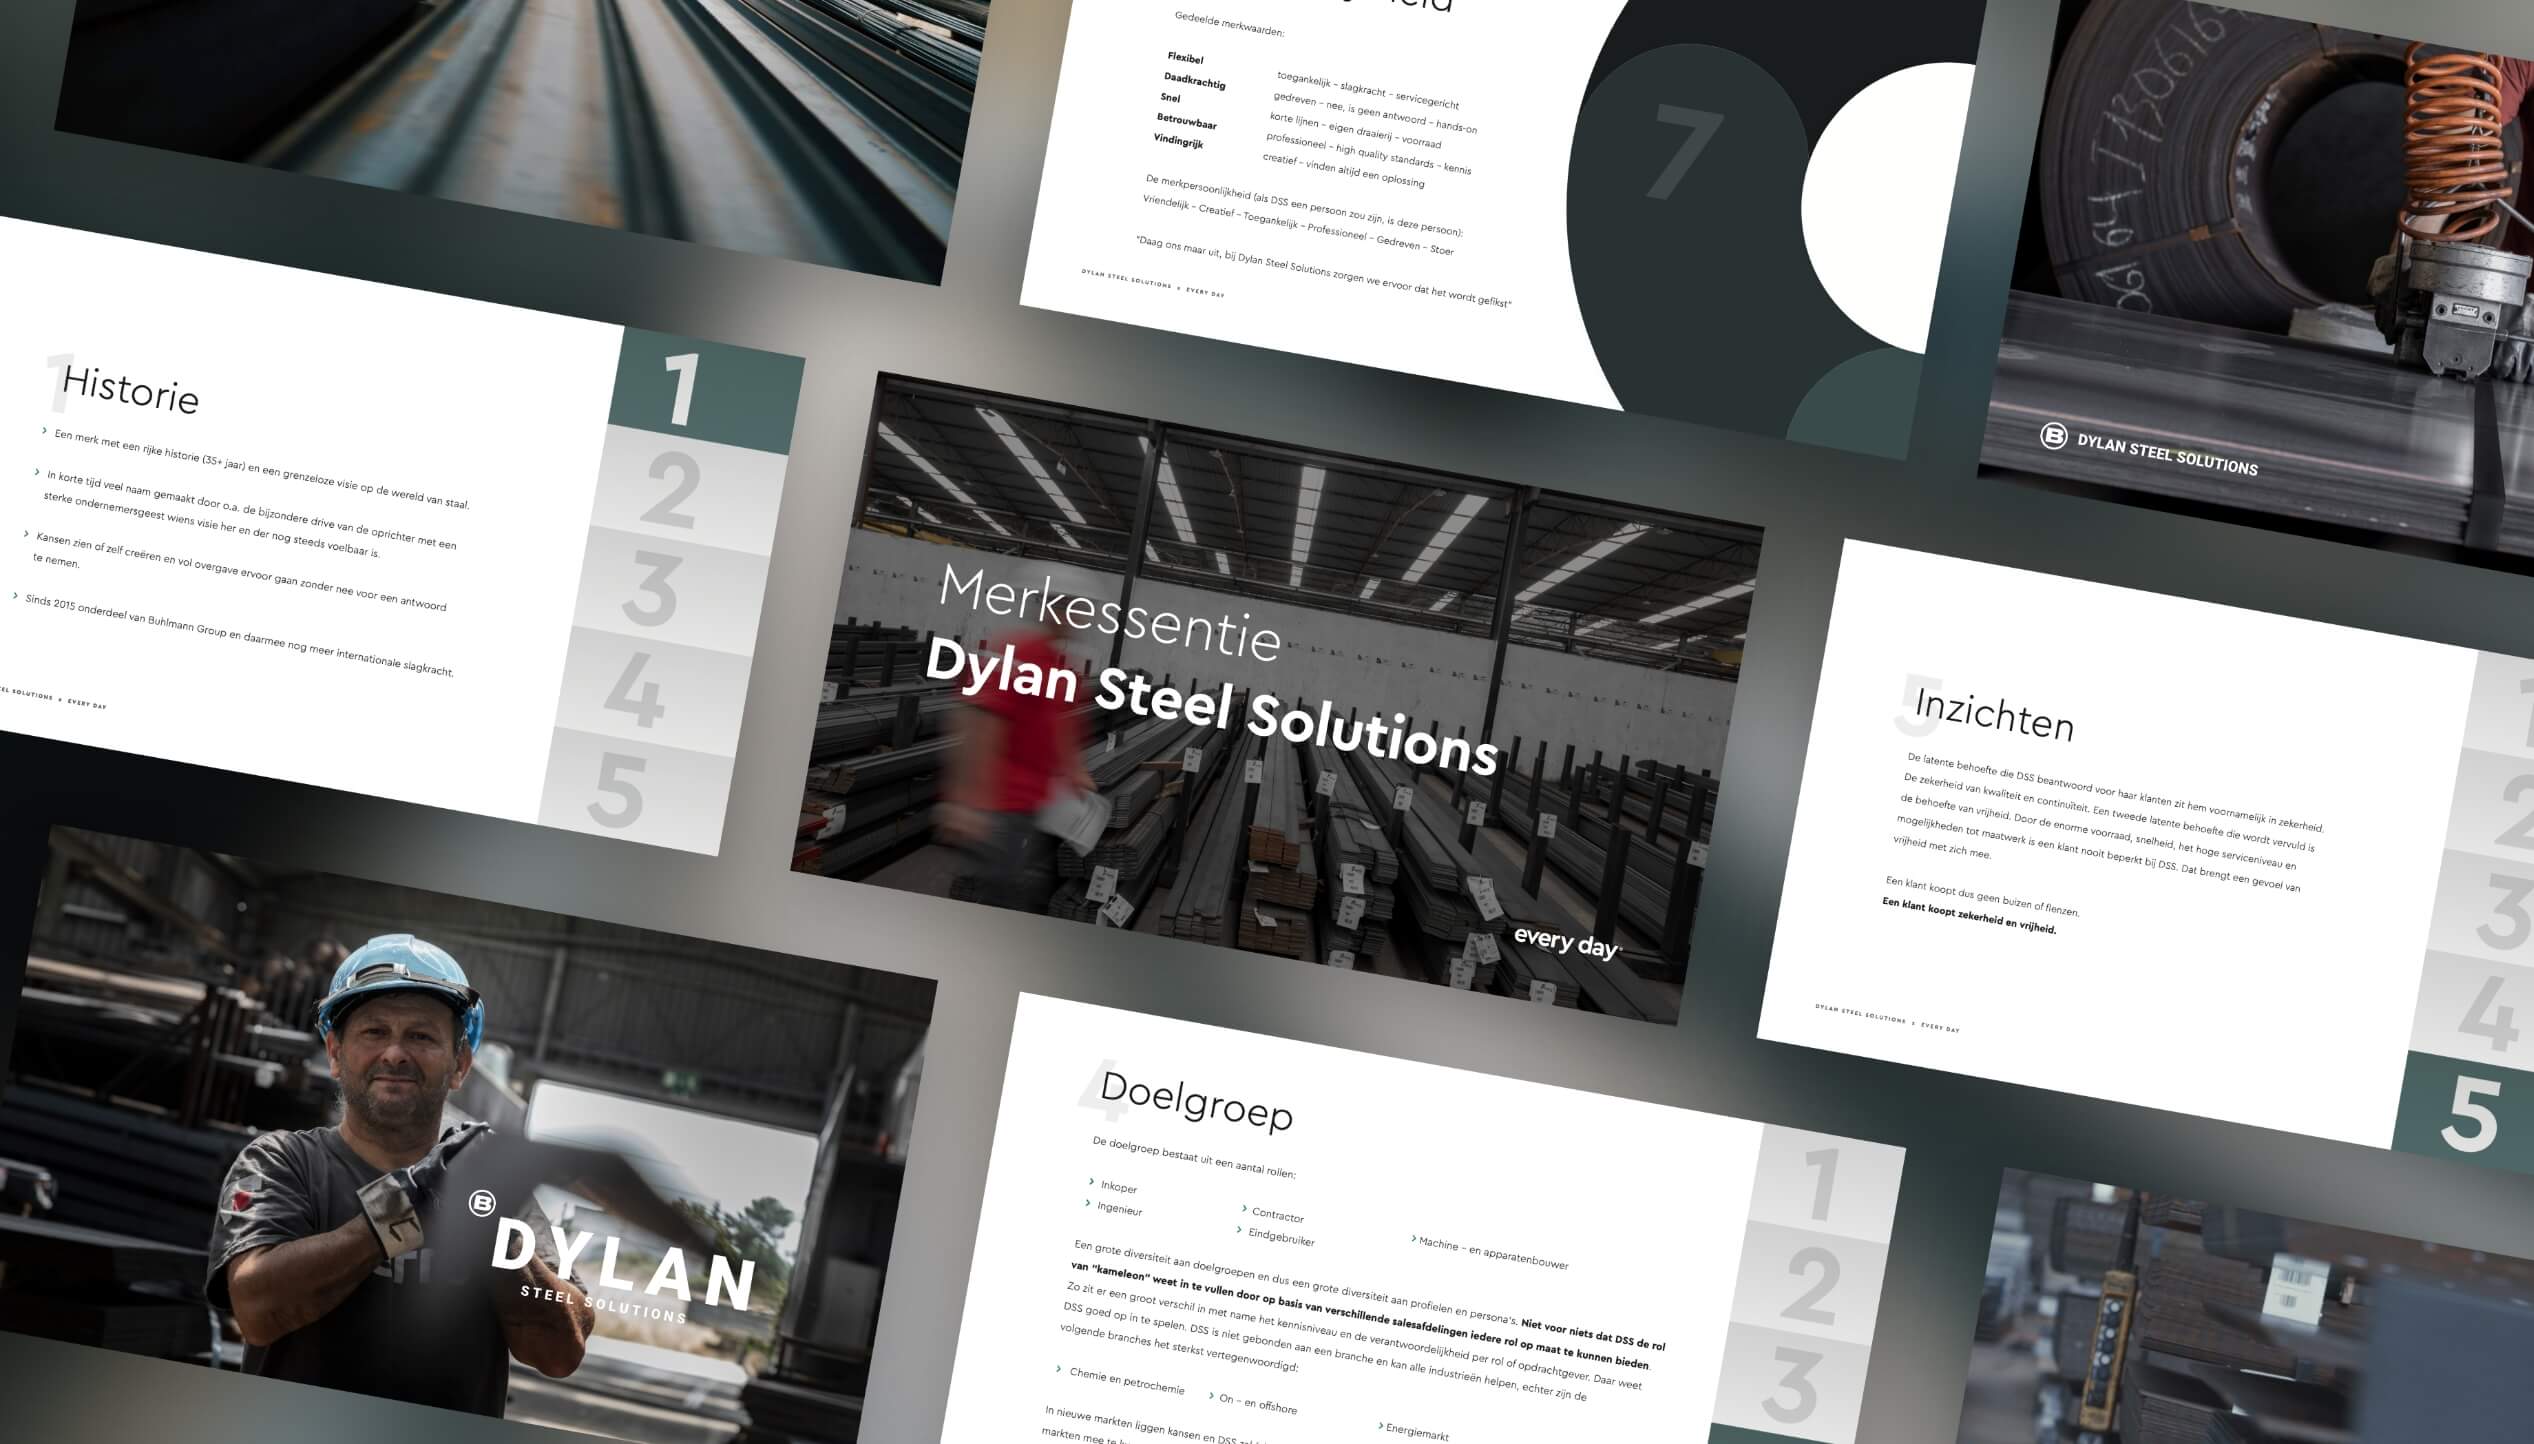 Gedeelde merkwaarden:
Flexibel
toegankelijk – slagkracht – servicegericht
Daadkrachtig
gedreven – nee, is geen antwoord – hands-on
Snel
korte lijnen – eigen draaierij – voorraad
Betrouwbaar
professioneel – high quality standards – kennis
Vindingrijk
creatief – vinden altijd een oplossing
De merkpersoonlijkheid (als DSS een persoon zou zijn, is deze persoon):
Vriendelijk – Creatief – Toegankelijk – Professioneel – Gedreven – Stoer
"Daag ons maar uit, bij Dylan Steel Solutions zorgen we ervoor dat het wordt gefikst"
DYLAN STEEL SOLUTIONS × EVERY DAY
7
B DYLAN STEEL SOLUTIONS
1
Historie
› Een merk met een rijke historie (35+ jaar) en een grenzeloze visie op de wereld van staal.
› In korte tijd veel naam gemaakt door o.a. de bijzondere drive van de oprichter met een
sterke ondernemersgeest wiens visie her en der nog steeds voelbaar is.
› Kansen zien of zelf creëren en vol overgave ervoor gaan zonder nee voor een antwoord
te nemen.
› Sinds 2015 onderdeel van Buhlmann Group en daarmee nog meer internationale slagkracht.
SOLUTIONS × EVERY DAY
1
2
3
4
5
Merkessentie
Dylan Steel Solutions
every day
5
Inzichten
De latente behoefte die DSS beantwoord voor haar klanten zit hem voornamelijk in zekerheid.
De zekerheid van kwaliteit en continuïteit. Een tweede latente behoefte die wordt vervuld is
de behoefte van vrijheid. Door de enorme voorraad, snelheid, het hoge serviceniveau en
mogelijkheden tot maatwerk is een klant nooit beperkt bij DSS. Dat brengt een gevoel van
vrijheid met zich mee.
Een klant koopt dus geen buizen of flenzen.
Een klant koopt zekerheid en vrijheid.
DYLAN STEEL SOLUTIONS × EVERY DAY
1
2
3
4
5
B
DYLAN
STEEL SOLUTIONS
4
Doelgroep
De doelgroep bestaat uit een aantal rollen:
› Inkoper
› Ingenieur
› Contractor
› Eindgebruiker
› Machine – en apparatenbouwer
Een grote diversiteit aan doelgroepen en dus een grote diversiteit aan profielen en persona's. Niet voor niets dat DSS de rol
van "kameleon" weet in te vullen door op basis van verschillende salesafdelingen iedere rol op maat te kunnen bieden.
Zo zit er een groot verschil in met name het kennisniveau en de verantwoordelijkheid per rol of opdrachtgever. Daar weet
DSS goed op in te spelen. DSS is niet gebonden aan een branche en kan alle industrieën helpen, echter zijn de
volgende branches het sterkst vertegenwoordigd:
› Chemie en petrochemie
› On – en offshore
› Energiemarkt
In nieuwe markten liggen kansen en DSS
markten mee te
1
2
3